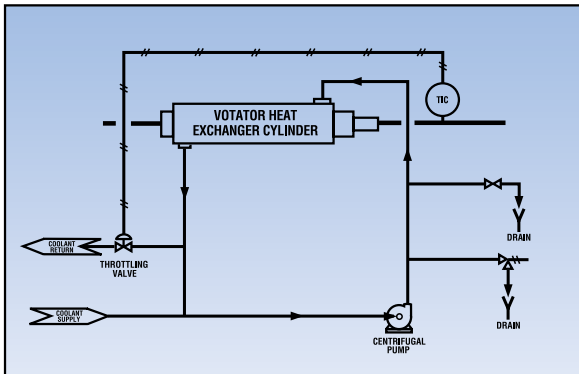 TIC
VOTATOR HEAT
EXCHANGER CYLINDER
COOLANT
RETURN
THROTTLING
VALVE
DRAIN
COOLANT
SUPPLY
CENTRIFUGAL
PUMP
DRAIN